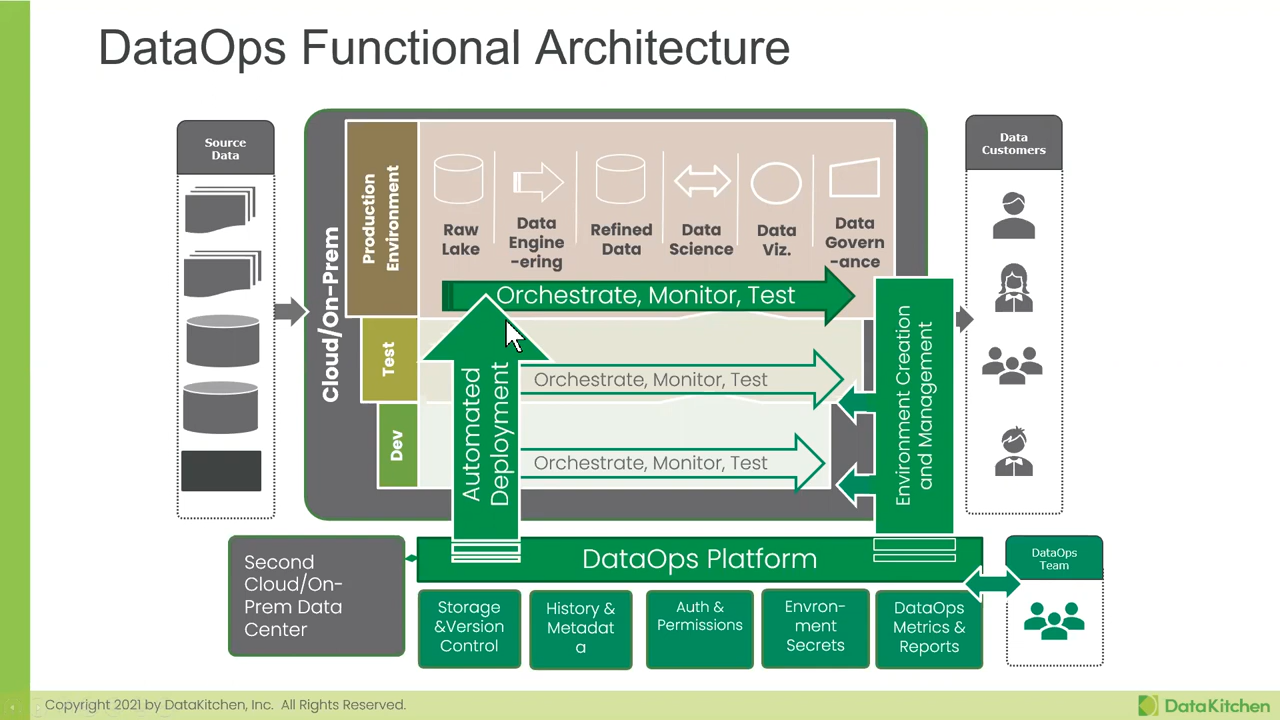 DataOps Functional Architecture
Source
Data
Data
Customers
Cloud/On-Prem
Production
Environment
Raw
Lake
Data
Engine
-ering
Refined
Data
Data
Science
Data
Viz.
Data
Govern
-ance
Orchestrate, Monitor, Test
Test
Orchestrate, Monitor, Test
Dev
Orchestrate, Monitor, Test
Automated
Deployment
Environment Creation
and Management
Second
Cloud/On-
Prem Data
Center
DataOps Platform
DataOps
Team
Storage
&Version
Control
History &
Metadat
a
Auth &
Permissions
Envron-
ment
Secrets
DataOps
Metrics &
Reports
Copyright 2021 by DataKitchen, Inc. All Rights Reserved.
DataKitchen